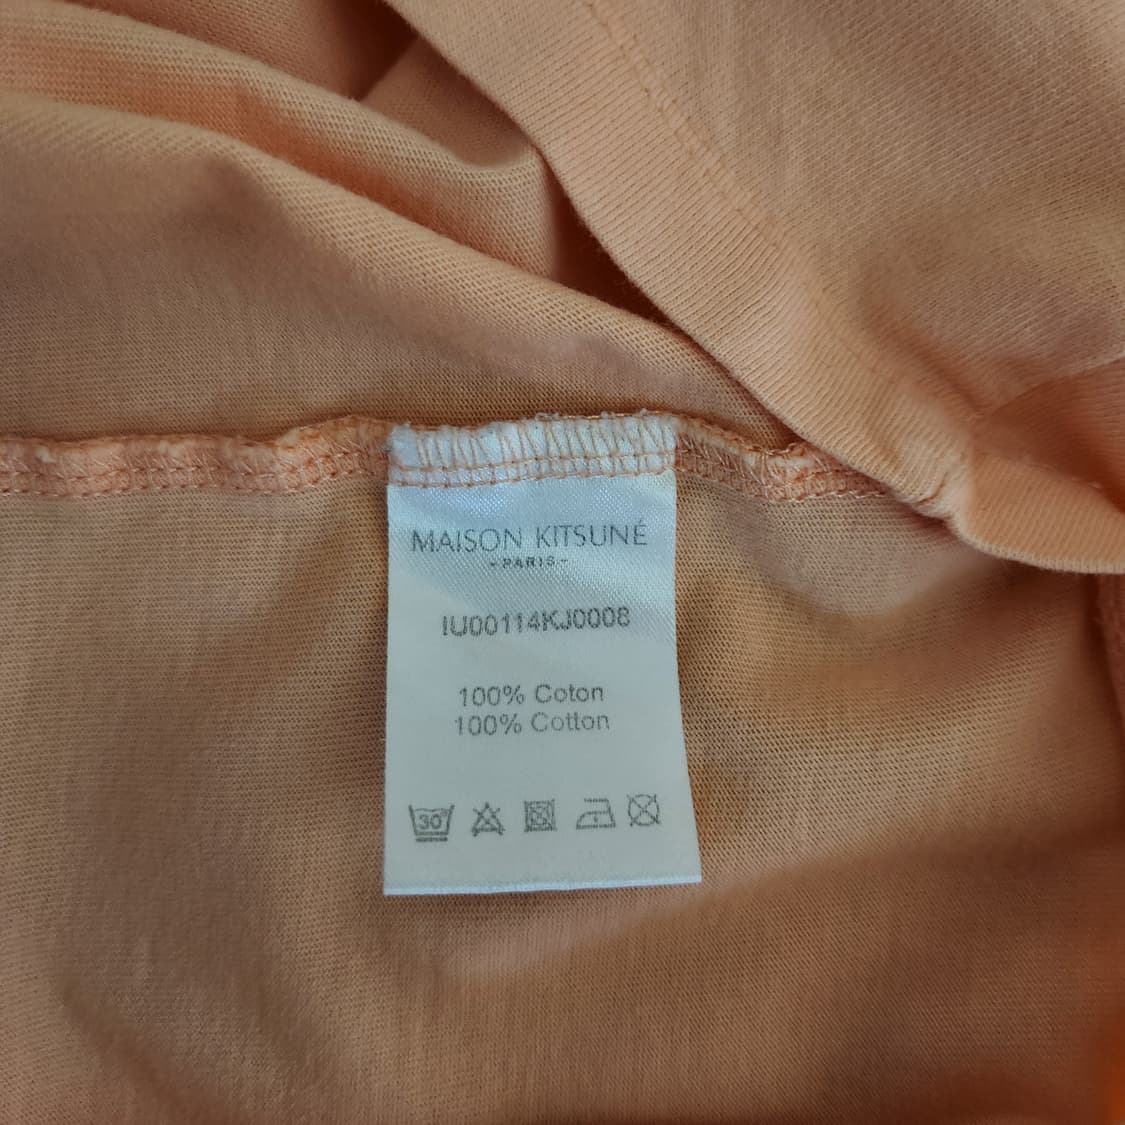 MAISON KITSUNÉ
-PARIS-
IU00114KJ0008
100% Coton
100% Cotton
30°